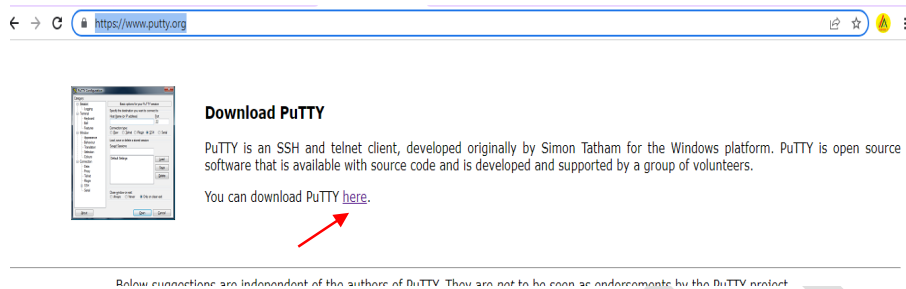 https://www.putty.org
Download PuTTY
PuTTY is an SSH and telnet client, developed originally by Simon Tatham for the Windows platform. PuTTY is open source
software that is available with source code and is developed and supported by a group of volunteers.
You can download PuTTY here.
Below suggestions are independent of the authors of PuTTY. They are not to be seen as endorsements by the PuTTY project.